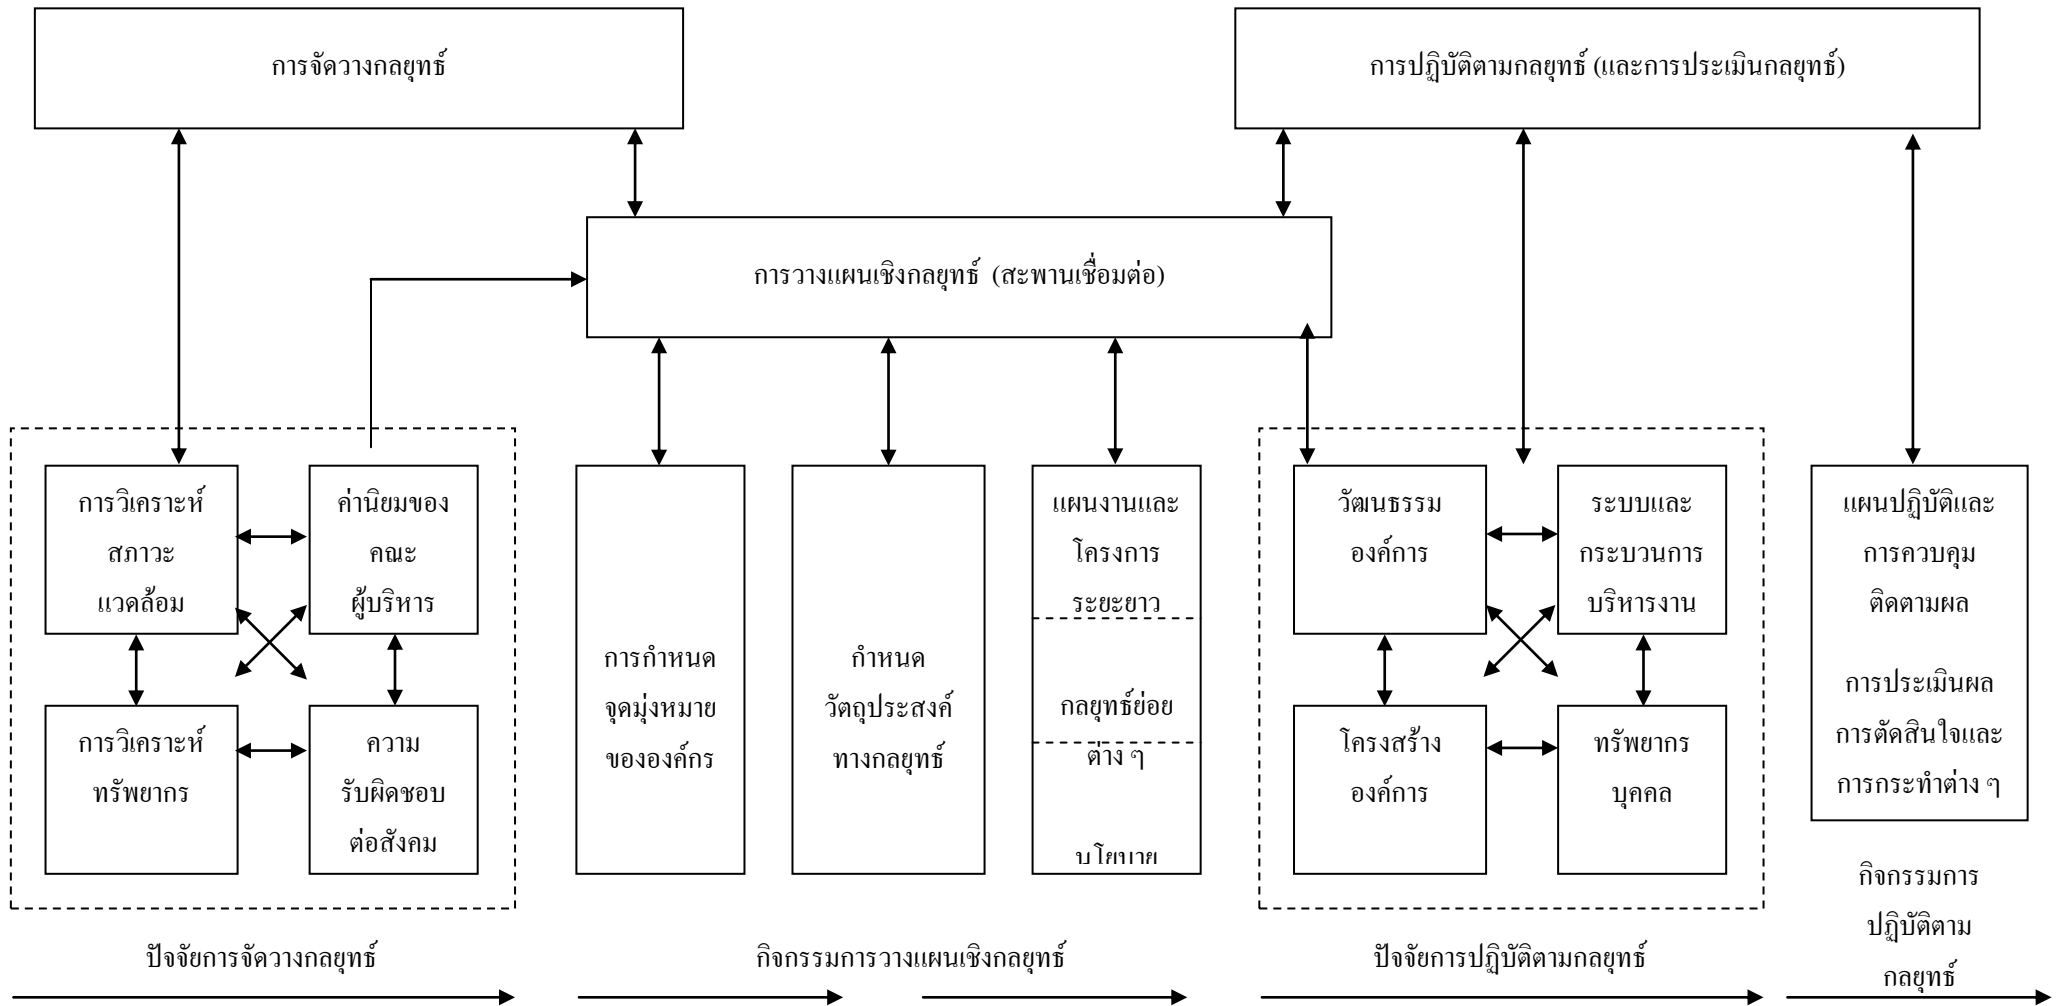 การจัดวางกลยุทธ์
การปฏิบัติตามกลยุทธ์ (และการประเมินกลยุทธ์)
การวางแผนเชิงกลยุทธ์ (สะพานเชื่อมต่อ)
การวิเคราะห์
สภาวะ
แวดล้อม
ค่านิยมของ
คณะ
ผู้บริหาร
การวิเคราะห์
ทรัพยากร
ความ
รับผิดชอบ
ต่อสังคม
การกำหนด
จุดมุ่งหมาย
ขององค์กร
กำหนด
วัตถุประสงค์
ทางกลยุทธ์
แผนงานและ
โครงการ
ระยะยาว
กลยุทธ์ย่อย
ต่าง ๆ
นโยบาย
วัฒนธรรม
องค์การ
ระบบและ
กระบวนการ
บริหารงาน
โครงสร้าง
องค์การ
ทรัพยากร
บุคคล
แผนปฏิบัติและ
การควบคุม
ติดตามผล
การประเมินผล
การตัดสินใจและ
การกระทำต่าง ๆ
ปัจจัยการจัดวางกลยุทธ์
กิจกรรมการวางแผนเชิงกลยุทธ์
ปัจจัยการปฏิบัติตามกลยุทธ์
กิจกรรมการ
ปฏิบัติตาม
กลยุทธ์